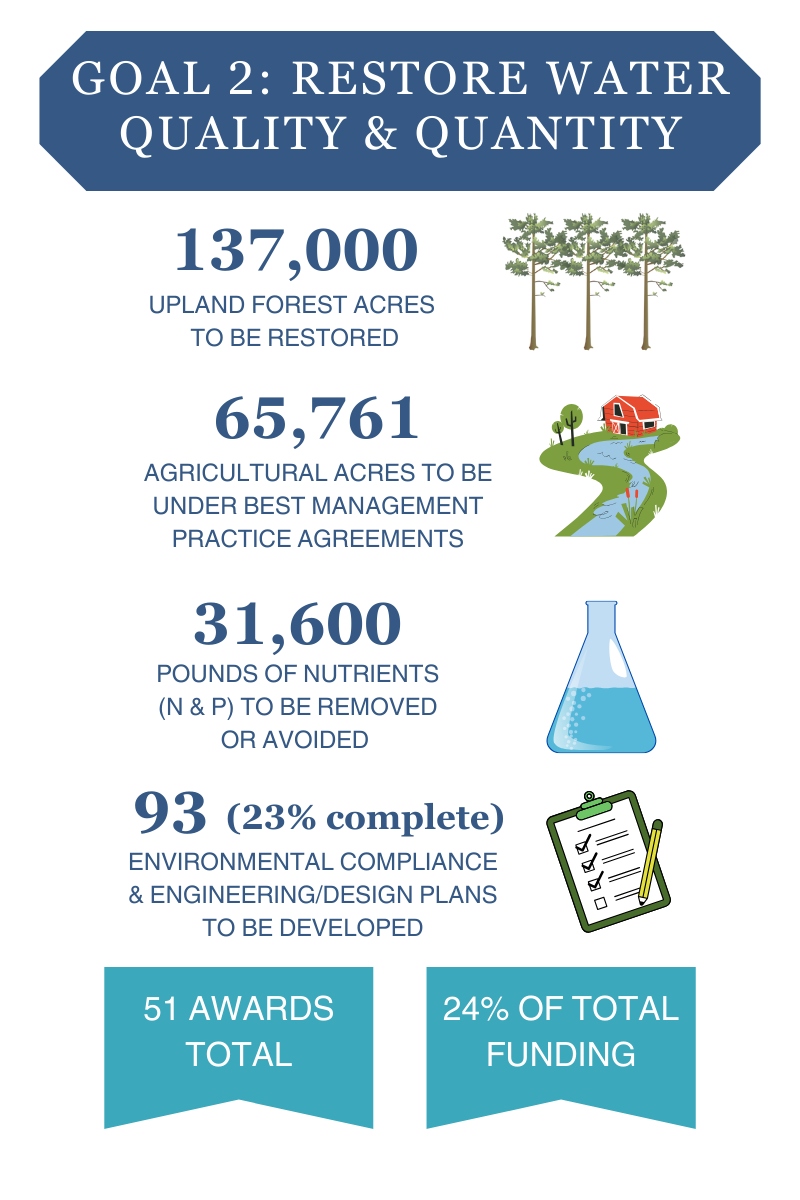 GOAL 2: RESTORE WATER
QUALITY & QUANTITY
137,000
UPLAND FOREST ACRES
TO BE RESTORED
65,761
AGRICULTURAL ACRES TO BE
UNDER BEST MANAGEMENT
PRACTICE AGREEMENTS
31,600
POUNDS OF NUTRIENTS
(N & P) TO BE REMOVED
OR AVOIDED
93 (23% complete)
ENVIRONMENTAL COMPLIANCE
& ENGINEERING/DESIGN PLANS
TO BE DEVELOPED
51 AWARDS
TOTAL
24% OF TOTAL
FUNDING